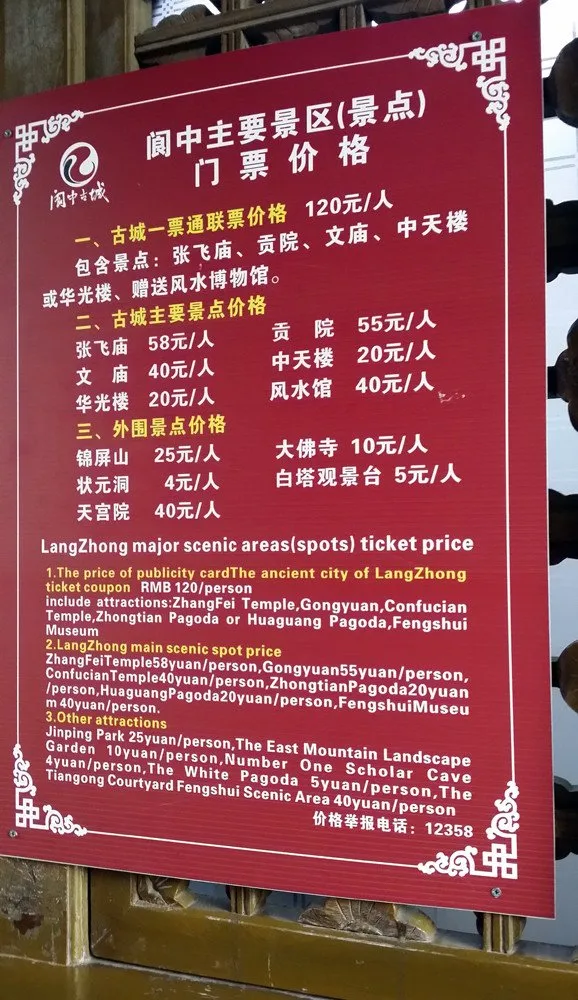 阆中古城
阆中主要景区(景点)
门票价格
一、古城一票通联票价格 120元/人
包含景点：张飞庙、贡院、文庙、中天楼
或华光楼、赠送风水博物馆。
二、古城主要景点价格
张飞庙 58元/人 贡院 55元/人
文庙 40元/人 中天楼 20元/人
华光楼 20元/人 风水馆 40元/人
三、外围景点价格
锦屏山 25元/人 大佛寺 10元/人
状元洞 4元/人 白塔观景台 5元/人
天宫院 40元/人
LangZhong major scenic areas(spots) ticket price
1.The price of publicity cardThe ancient city of LangZhong
ticket coupon RMB 120/person
include attractions:ZhangFei Temple,Gongyuan,Confucian
Temple,Zhongtian Pagoda or Huaguang Pagoda,Fengshui
Museum
2.LangZhong main scenic spot price
ZhangFeiTemple58yuan/person,Gongyuan55yuan/person,
ConfucianTemple40yuan/person,ZhongtianPagoda20yuan
/person,HuaguangPagoda20yuan/person,FengshuiMuseu
m 40yuan/person.
3.Other attractions
Jinping Park 25yuan/person,The East Mountain Landscape
Garden 10yuan/person,Number One Scholar Cave
4yuan/person,The White Pagoda 5yuan/person,The
Tiangong Courtyard Fengshui Scenic Area 40yuan/person
价格举报电话：12358